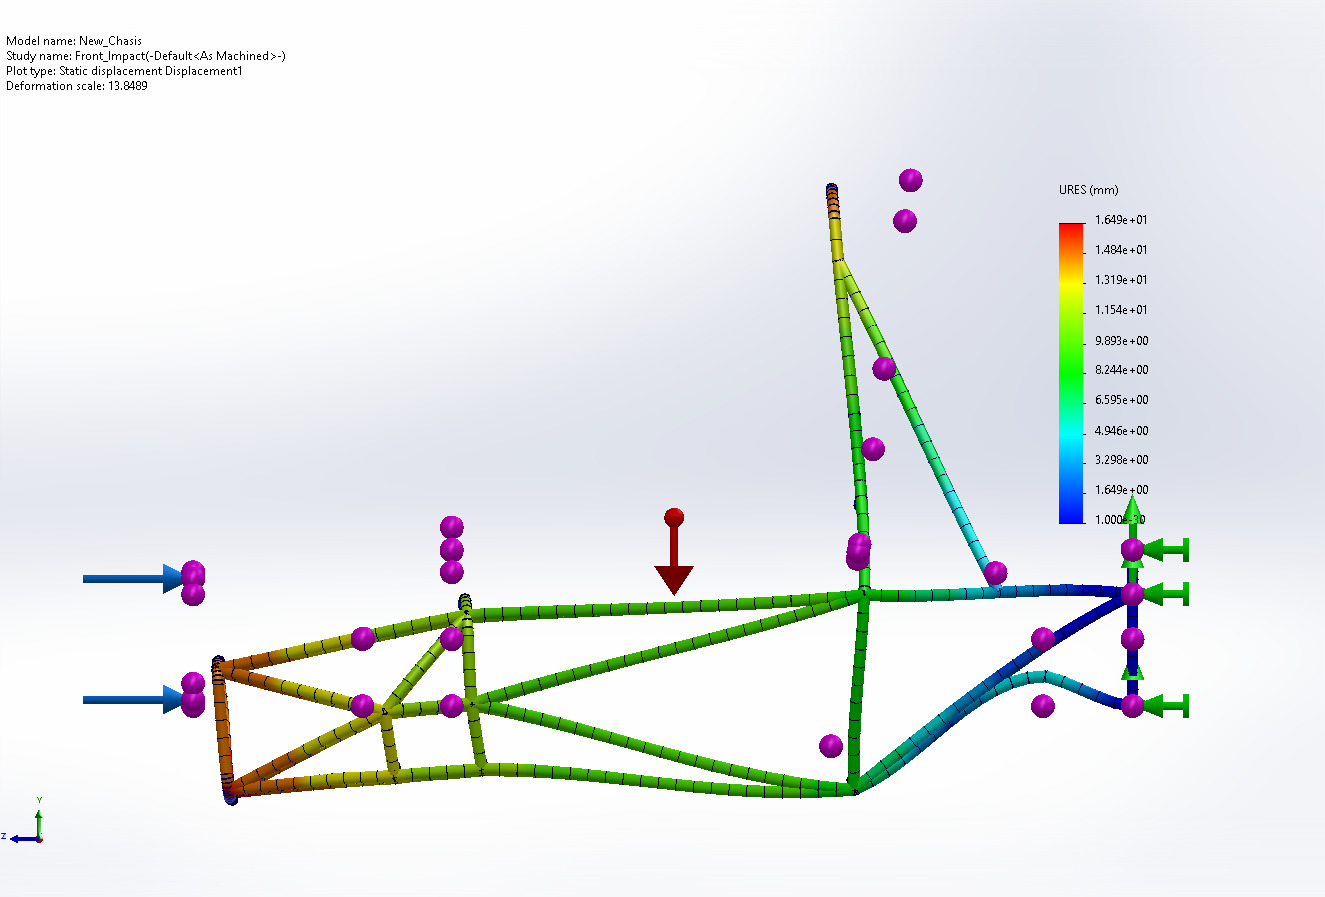 Model name: New_Chasis
Study name: Front_Impact(-Default<As Machined>-)
Plot type: Static displacement Displacement1
Deformation scale: 13.8489
URES (mm)
1.649e+01
1.484e+01
1.319e+01
1.154e+01
9.893e+00
8.244e+00
6.595e+00
4.946e+00
3.298e+00
1.649e+00
1.000e-30
Y
Z